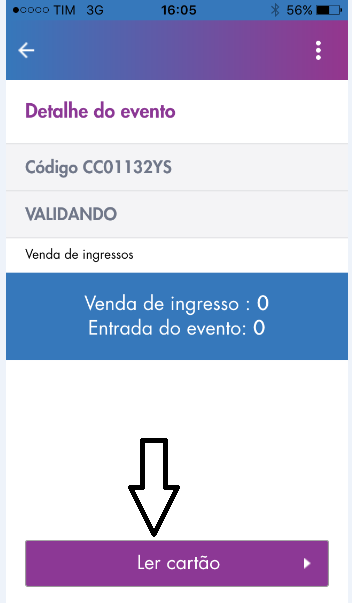 TIM 3G 16:05 56%
Detalhe do evento
Código CC01132YS
VALIDANDO
Venda de ingressos
Venda de ingresso : 0
Entrada do evento: 0
Ler cartão